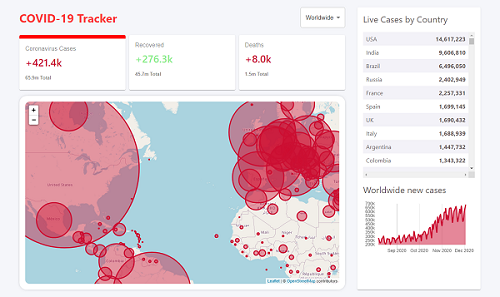 COVID-19 Tracker
Worldwide
Coronavirus Cases
+421.4k
65.9m Total
Recovered
+276.3k
45.7m Total
Deaths
+8.0k
1.5m Total
+
−
United States
Mexico
Leaflet | © OpenStreetMap contributors
Live Cases by Country
USA 14,617,223
India 9,606,810
Brazil 6,496,050
Russia 2,402,949
France 2,257,331
Spain 1,699,145
UK 1,690,432
Italy 1,688,939
Argentina 1,447,732
Colombia 1,343,322
Worldwide new cases
700k
650k
600k
550k
500k
450k
400k
350k
300k
250k
200k
Sep 2020 Oct 2020 Nov 2020 Dec 2020